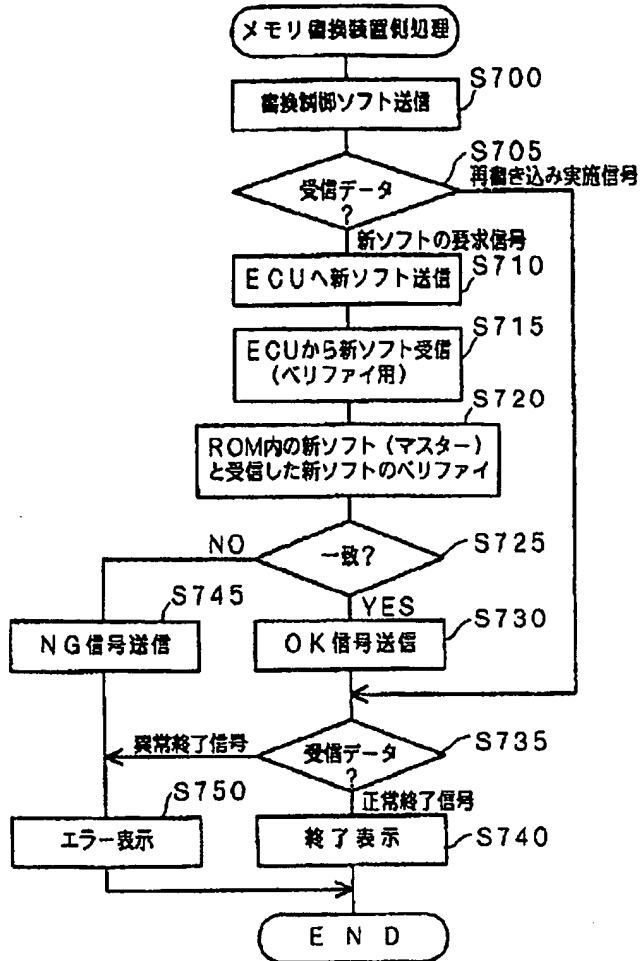 メモリ書換装置側処理
S700
書換制御ソフト送信
S705
再書き込み実施信号
受信データ
?
新ソフトの要求信号
S710
ECUへ新ソフト送信
S715
ECUから新ソフト受信
(ベリファイ用)
S720
ROM内の新ソフト(マスター)
と受信した新ソフトのベリファイ
NO
一致?
S725
S745
YES
S730
NG信号送信
OK信号送信
異常終了信号
受信データ
?
S735
S750
正常終了信号
エラー表示
終了表示
S740
END